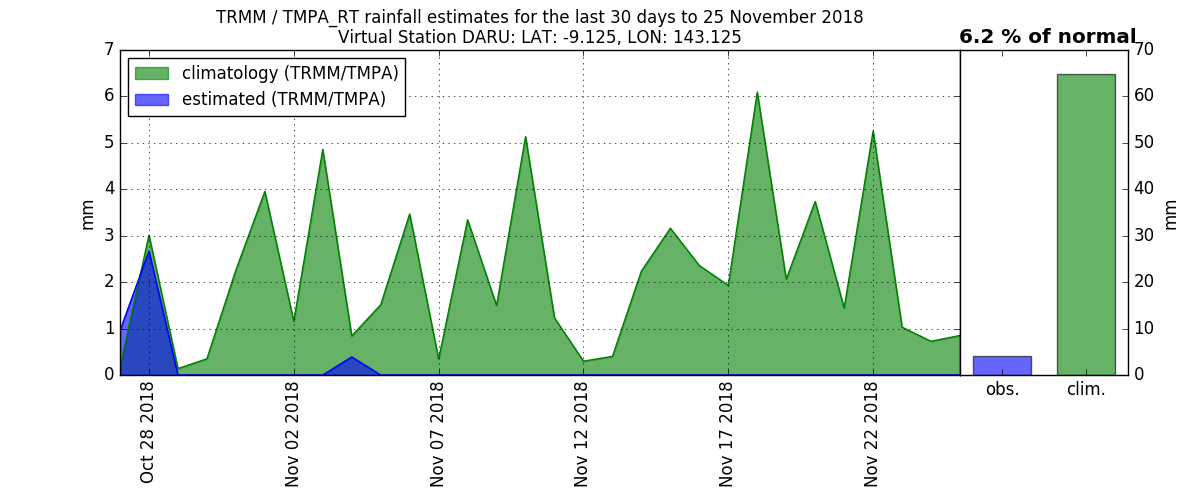 TRMM / TMPA_RT rainfall estimates for the last 30 days to 25 November 2018
Virtual Station DARU: LAT: -9.125, LON: 143.125
6.2 % of normal
climatology (TRMM/TMPA)
estimated (TRMM/TMPA)
7
6
5
4
3
2
1
0
mm
Oct 28 2018
Nov 02 2018
Nov 07 2018
Nov 12 2018
Nov 17 2018
Nov 22 2018
70
60
50
40
30
20
10
0
mm
obs.
clim.